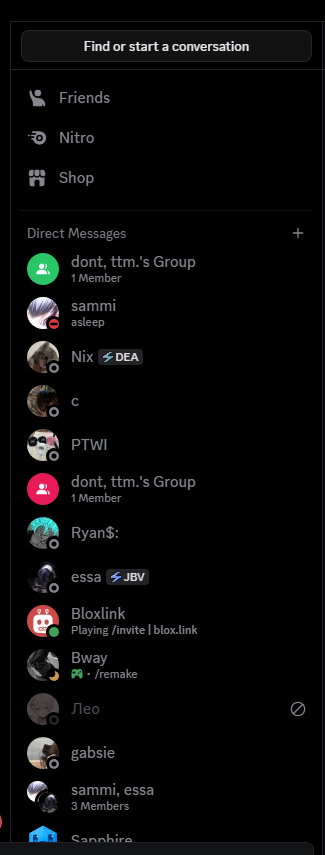 Find or start a conversation
Friends
Nitro
Shop
Direct Messages
dont, ttm.'s Group
1 Member
sammi
asleep
Nix DEA
c
PTWI
dont, ttm.'s Group
1 Member
Ryan$:
essa JBV
Bloxlink
Playing /invite | blox.link
Bway
• /remake
Лео
gabsie
sammi, essa
3 Members
Sapphire